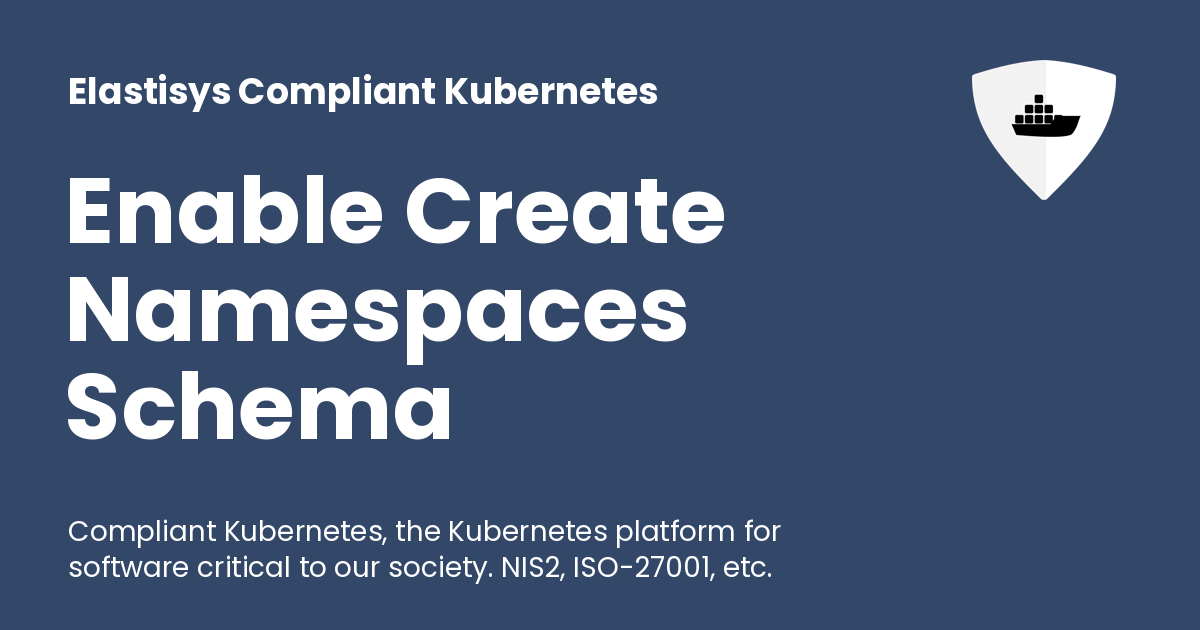 Elastisys Compliant Kubernetes
Enable Create
Namespaces
Schema
Compliant Kubernetes, the Kubernetes platform for
software critical to our society. NIS2, ISO-27001, etc.